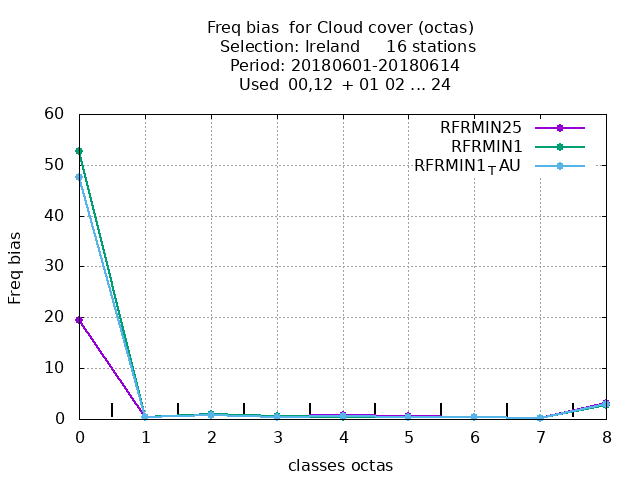 Freq bias  for Cloud cover (octas)
Selection: Ireland     16 stations
Period: 20180601-20180614
Used  00,12  + 01 02 ... 24
RFRMIN25
RFRMIN1
RFRMIN1TAU
60
50
40
30
20
10
0
Freq bias
0 1 2 3 4 5 6 7 8
classes octas